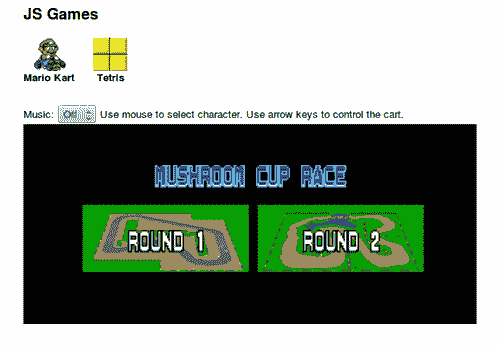 JS Games
Mario Kart Tetris
Music: Off Use mouse to select character. Use arrow keys to control the cart.
MUSHROOM CUP RACE
ROUND 1 ROUND 2